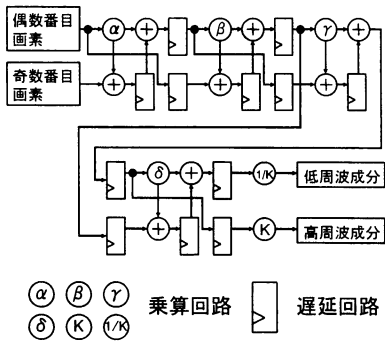 偶数番目
画素
α + β + γ +
奇数番目
画素
+ + +
δ + 1/K 低周波成分
+ K 高周波成分
α β γ
δ K 1/K
乗算回路 遅延回路